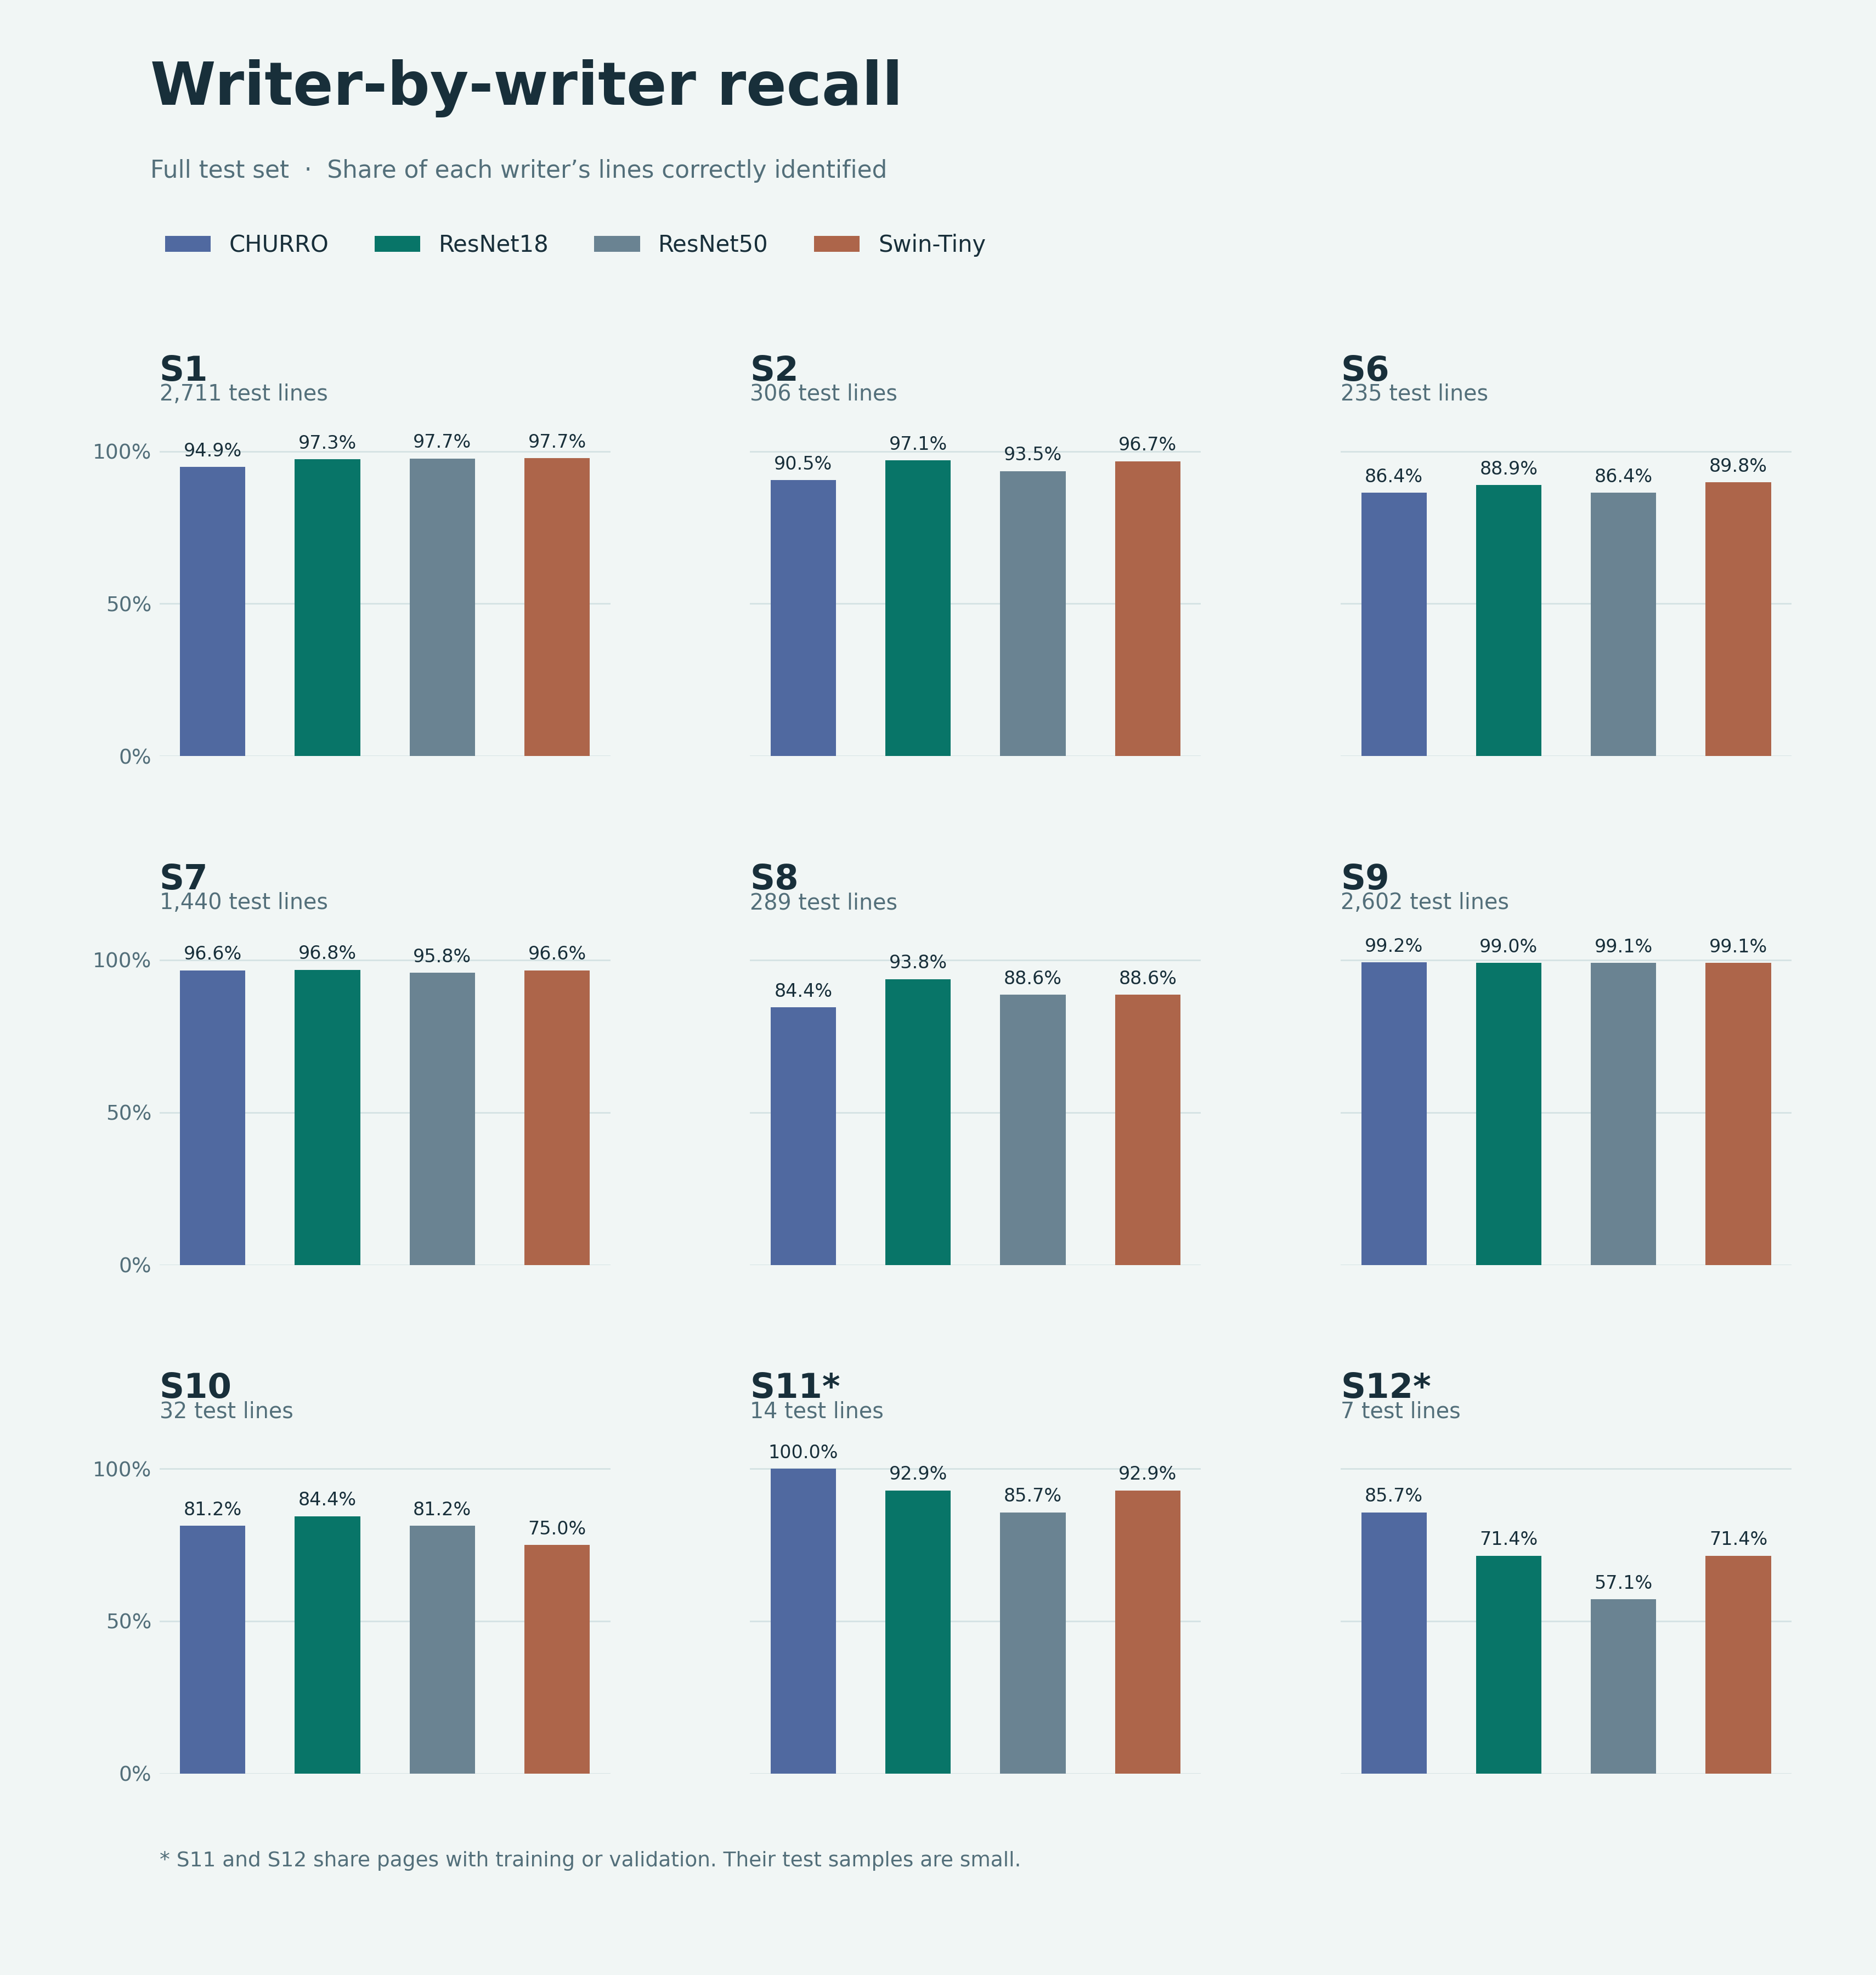 Writer-by-writer recall
Full test set · Share of each writer’s lines correctly identified
CHURRO ResNet18 ResNet50 Swin-Tiny
S1 S2 S6
2,711 test lines 306 test lines 235 test lines
100% 94.9% 97.3% 97.7% 97.7% 90.5% 97.1% 93.5% 96.7% 86.4% 88.9% 86.4% 89.8%
50%
0%
S7 S8 S9
1,440 test lines 289 test lines 2,602 test lines
100% 96.6% 96.8% 95.8% 96.6% 84.4% 93.8% 88.6% 88.6% 99.2% 99.0% 99.1% 99.1%
50%
0%
S10 S11* S12*
32 test lines 14 test lines 7 test lines
100% 81.2% 84.4% 81.2% 75.0% 100.0% 92.9% 85.7% 92.9% 85.7% 71.4% 57.1% 71.4%
50%
0%
* S11 and S12 share pages with training or validation. Their test samples are small.